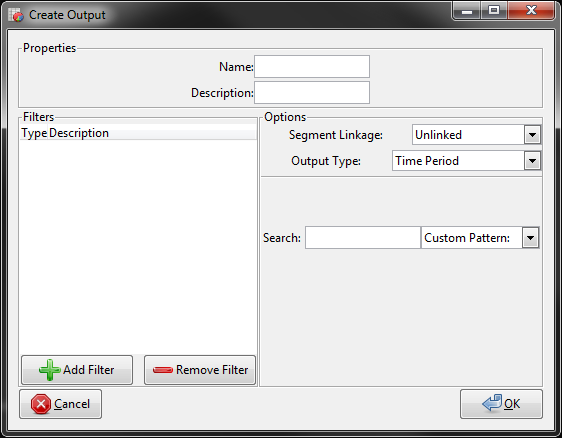 Create Output
Properties
Name:
Description:
Filters
Type Description
Options
Segment Linkage: Unlinked
Output Type: Time Period
Search: Custom Pattern:
Add Filter Remove Filter
Cancel OK